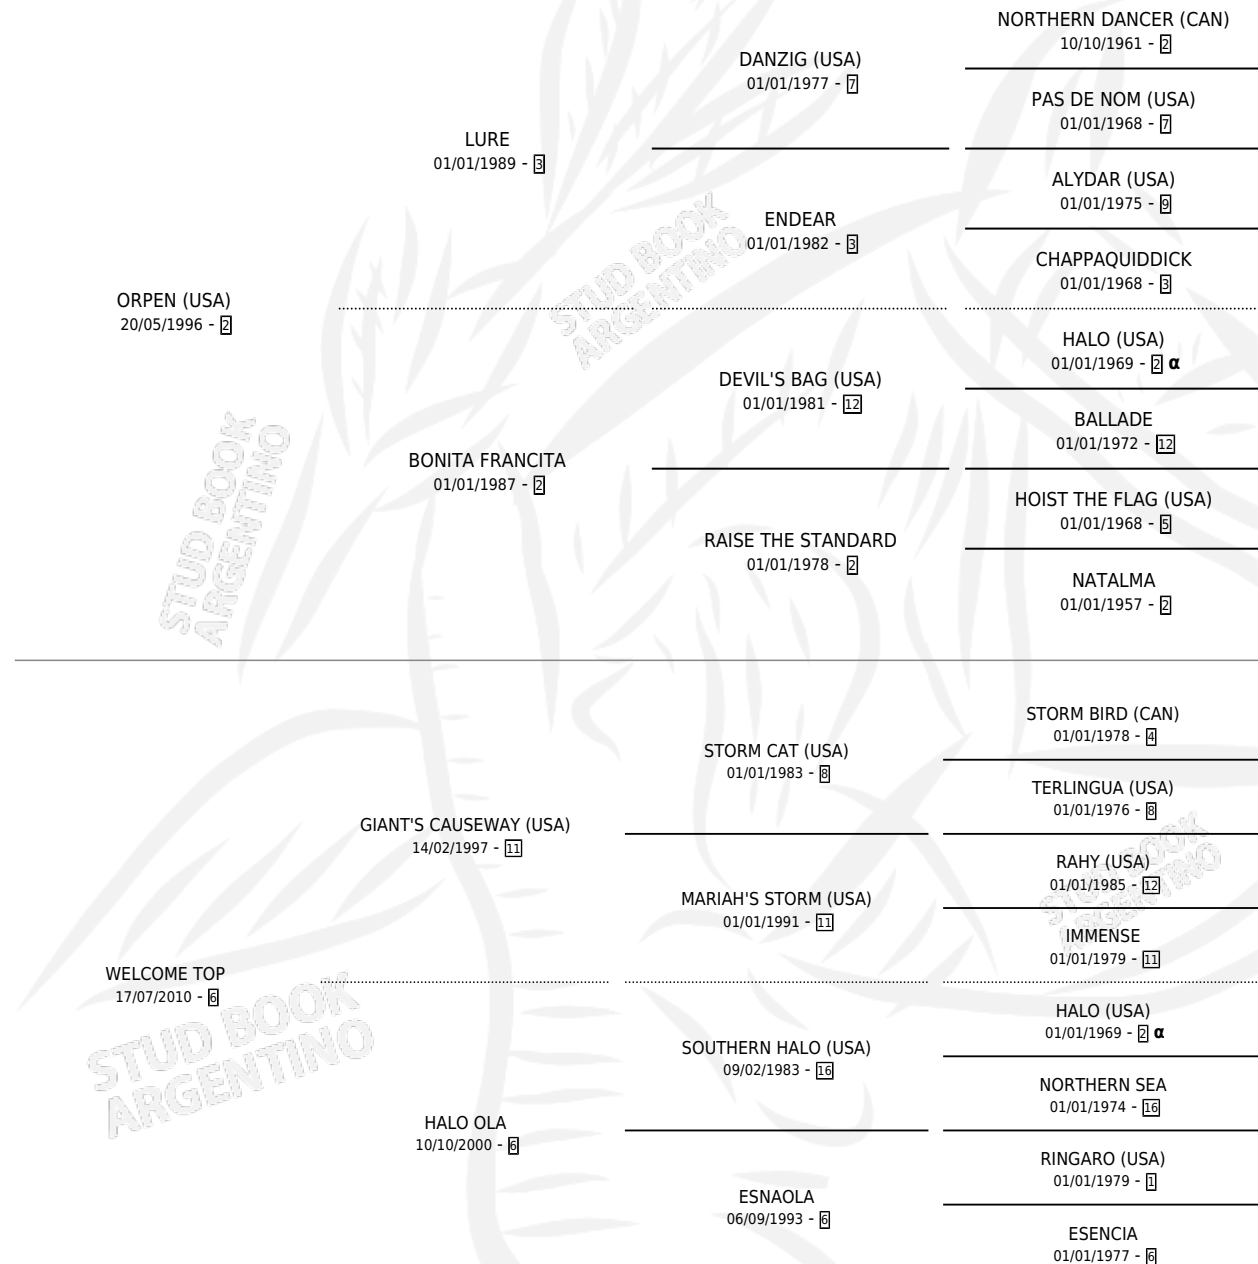 NORTHERN DANCER (CAN)
10/10/1961 - 2
DANZIG (USA)
01/01/1977 - 7
PAS DE NOM (USA)
01/01/1968 - 7
LURE
01/01/1989 - 3
ALYDAR (USA)
01/01/1975 - 9
ENDEAR
01/01/1982 - 3
CHAPPAQUIDDICK
01/01/1968 - 3
STUD BOOK
ARGENTINO
ORPEN (USA)
20/05/1996 - 2
HALO (USA)
01/01/1969 - 2 α
DEVIL'S BAG (USA)
01/01/1981 - 12
BALLADE
01/01/1972 - 12
BONITA FRANCITA
01/01/1987 - 2
HOIST THE FLAG (USA)
01/01/1968 - 5
RAISE THE STANDARD
01/01/1978 - 2
NATALMA
01/01/1957 - 2
STUD BOOK
ARGENTINO
STORM BIRD (CAN)
01/01/1978 - 4
STORM CAT (USA)
01/01/1983 - 8
TERLINGUA (USA)
01/01/1976 - 8
GIANT'S CAUSEWAY (USA)
14/02/1997 - 11
RAHY (USA)
01/01/1985 - 12
MARIAH'S STORM (USA)
01/01/1991 - 11
IMMENSE
01/01/1979 - 11
STUD BOOK
ARGENTINO
WELCOME TOP
17/07/2010 - 6
HALO (USA)
01/01/1969 - 2 α
SOUTHERN HALO (USA)
09/02/1983 - 16
NORTHERN SEA
01/01/1974 - 16
STUD BOOK
ARGENTINO
HALO OLA
10/10/2000 - 6
RINGARO (USA)
01/01/1979 - 1
ESNAOLA
06/09/1993 - 6
ESENCIA
01/01/1977 - 6